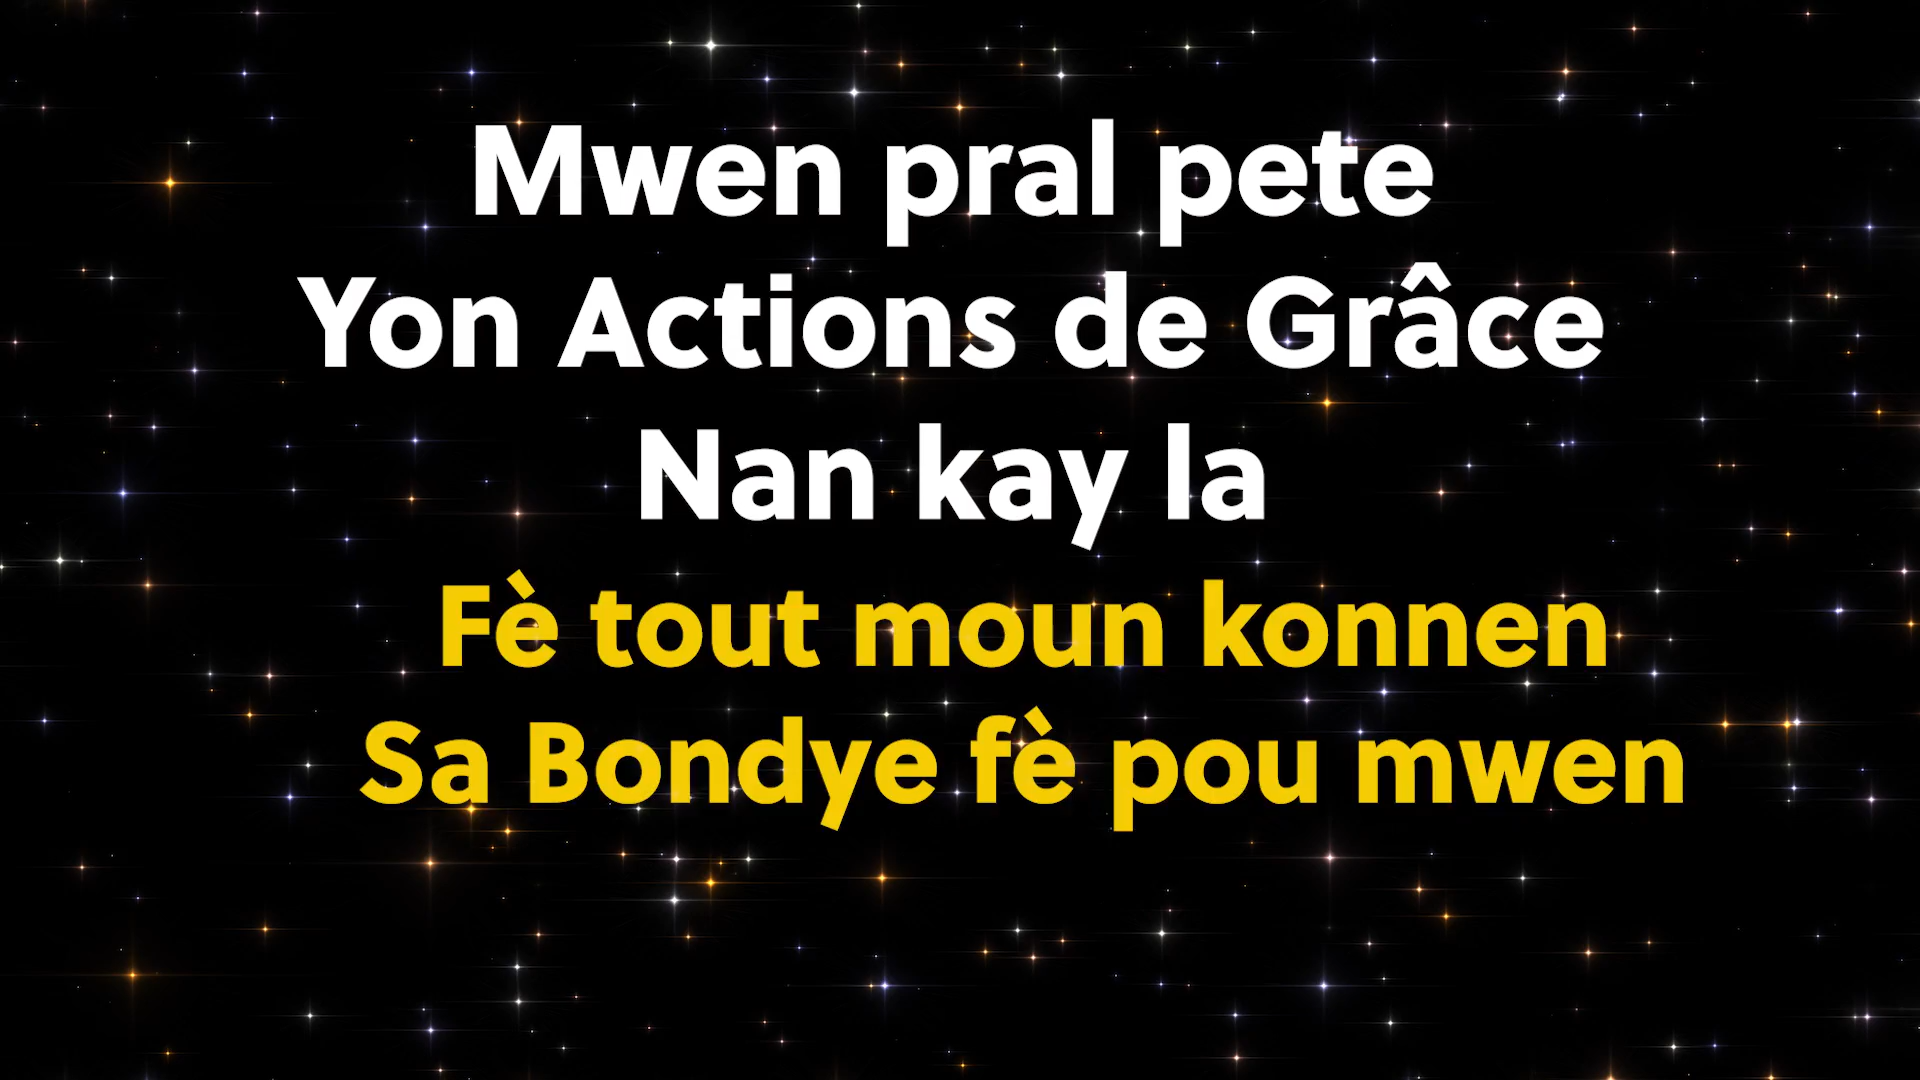 Mwen pral pete
Yon Actions de Grâce
Nan kay la
Fè tout moun konnen
Sa Bondye fè pou mwen